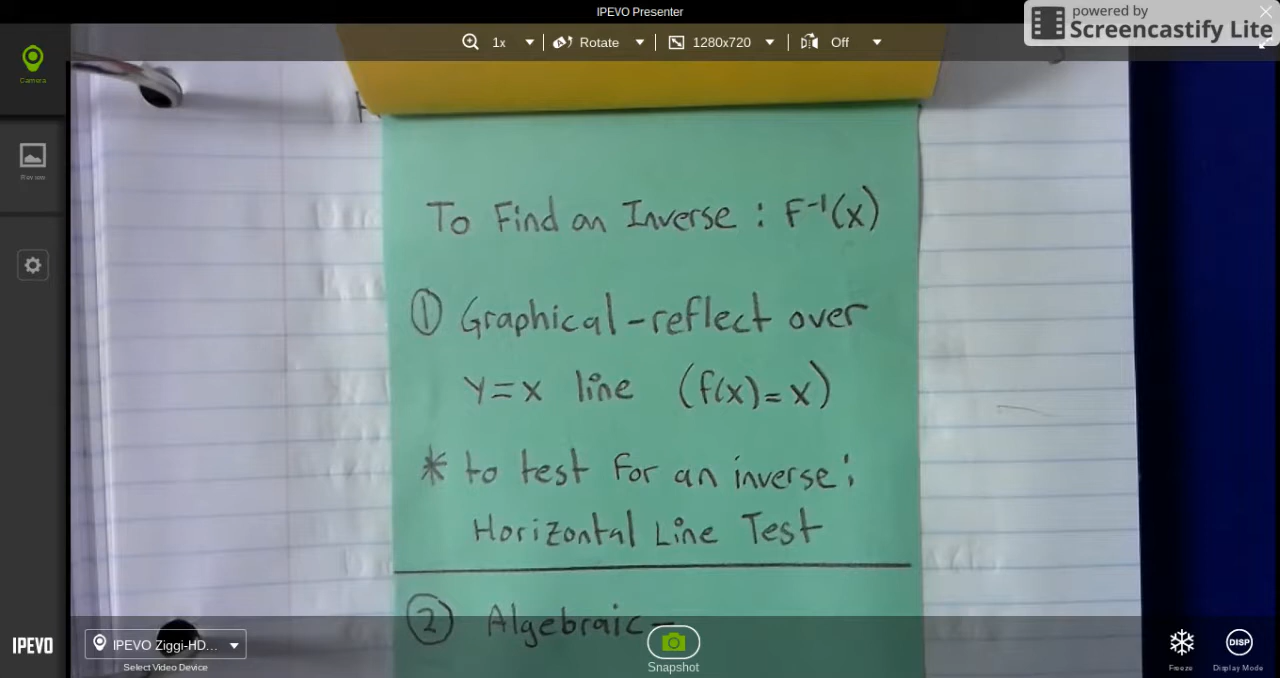 IPEVO Presenter
powered by
Screencastify Lite
1x
Rotate
1280x720
Off
Camera
Review
To Find an Inverse : F⁻¹(x)
① Graphical - reflect over
y = x line (f(x) = x)
* to test for an inverse:
Horizontal Line Test
② Algebraic -
IPEVO
IPEVO Ziggi-HD...
Select Video Device
Snapshot
Freeze
DISP
Display Mode